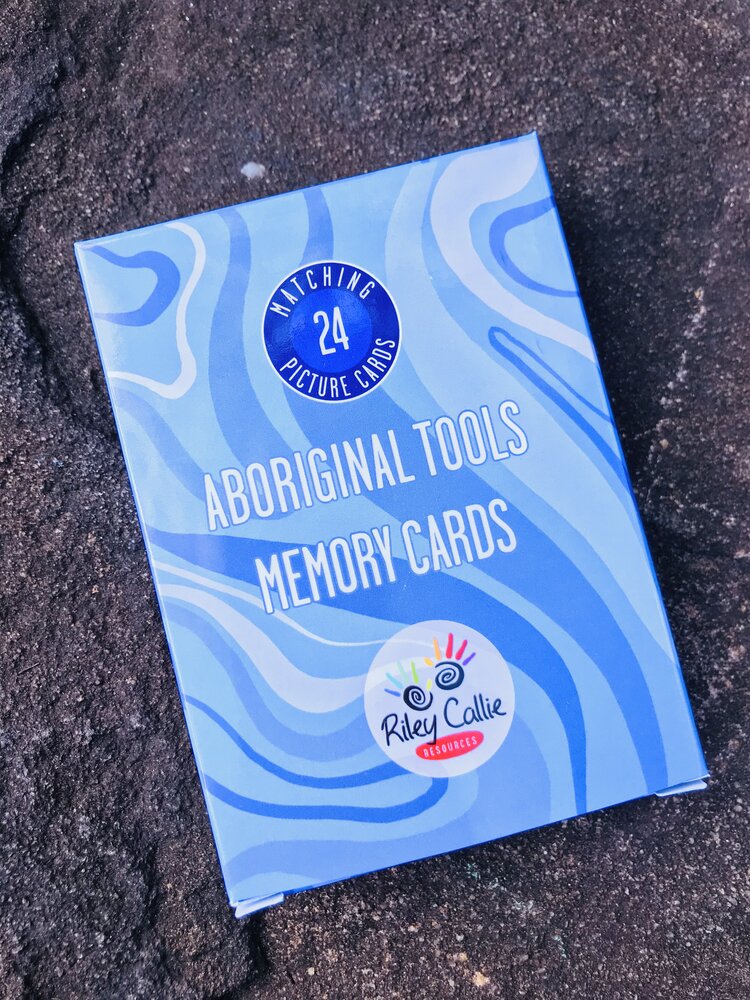 MATCHING
24
PICTURE CARDS
ABORIGINAL TOOLS
MEMORY CARDS
Riley Callie
RESOURCES